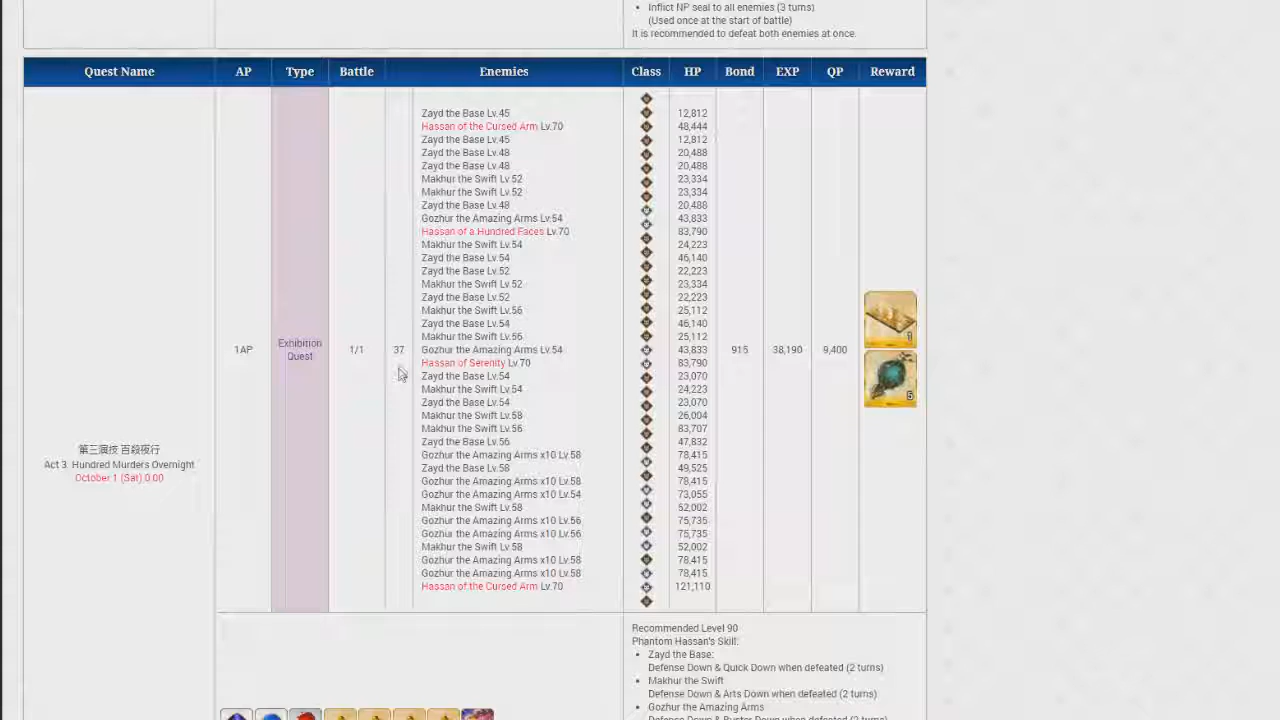 Inflict NP seal to all enemies (3 turns)
(Used once at the start of battle)
It is recommended to defeat both enemies at once.
Quest Name AP Type Battle Enemies Class HP Bond EXP QP Reward
Zayd the Base Lv.45 12,812
Hassan of the Cursed Arm Lv.70 48,444
Zayd the Base Lv.45 12,812
Zayd the Base Lv.48 20,488
Zayd the Base Lv.48 20,488
Makhur the Swift Lv.52 23,334
Makhur the Swift Lv.52 23,334
Zayd the Base Lv.48 20,488
Gozhur the Amazing Arms Lv.54 43,833
Hassan of a Hundred Faces Lv.70 83,790
Makhur the Swift Lv.54 24,223
Zayd the Base Lv.54 46,140
Zayd the Base Lv.52 22,223
Makhur the Swift Lv.52 23,334
Zayd the Base Lv.52 22,223
Makhur the Swift Lv.56 25,112
Zayd the Base Lv.54 46,140
Makhur the Swift Lv.56 25,112
1AP Exhibition Quest 1/1 37 Gozhur the Amazing Arms Lv.54 43,833 915 38,190 9,400
1
5
Hassan of Serenity Lv.70 83,790
Zayd the Base Lv.54 23,070
Makhur the Swift Lv.54 24,223
Zayd the Base Lv.54 23,070
Makhur the Swift Lv.58 26,004
Makhur the Swift Lv.56 83,707
Zayd the Base Lv.56 47,832
Gozhur the Amazing Arms x10 Lv.58 78,415
Zayd the Base Lv.58 49,525
Gozhur the Amazing Arms x10 Lv.58 78,415
Gozhur the Amazing Arms x10 Lv.54 73,055
Makhur the Swift Lv.58 52,002
Gozhur the Amazing Arms x10 Lv.56 75,735
Gozhur the Amazing Arms x10 Lv.56 75,735
Makhur the Swift Lv.58 52,002
Gozhur the Amazing Arms x10 Lv.58 78,415
Gozhur the Amazing Arms x10 Lv.58 78,415
Hassan of the Cursed Arm Lv.70 121,110
第三演技 百殺夜行
Act 3: Hundred Murders Overnight
October 1 (Sat) 0:00
Recommended Level 90
Phantom Hassan's Skill:
Zayd the Base:
Defense Down & Quick Down when defeated (2 turns)
Makhur the Swift
Defense Down & Arts Down when defeated (2 turns)
Gozhur the Amazing Arms
Defense Down & Buster Down when defeated (2 turns)